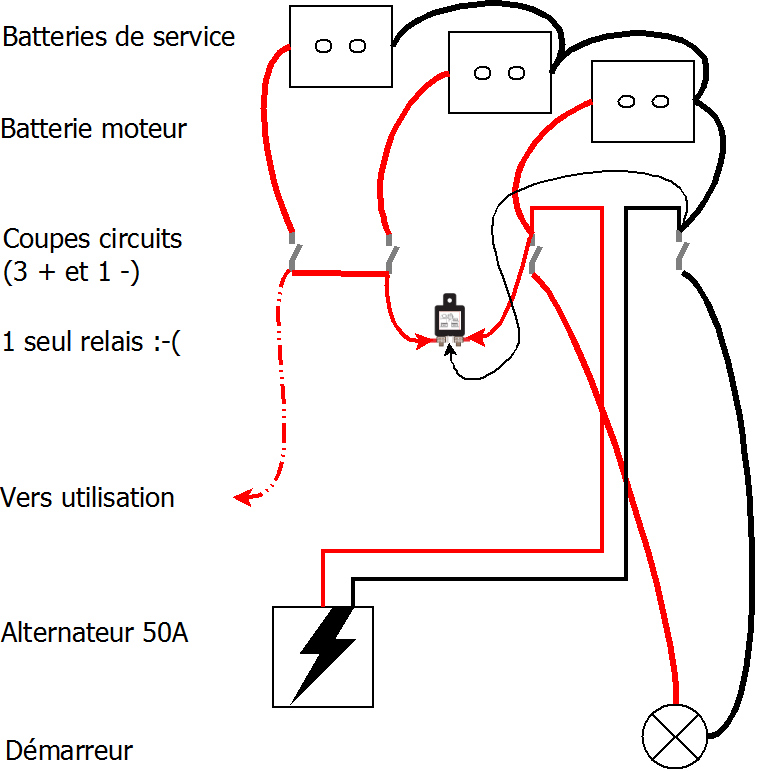 Batteries de service
Batterie moteur
Coupes circuits
(3 + et 1 -)
1 seul relais :-(
Vers utilisation
Alternateur 50A
Démarreur